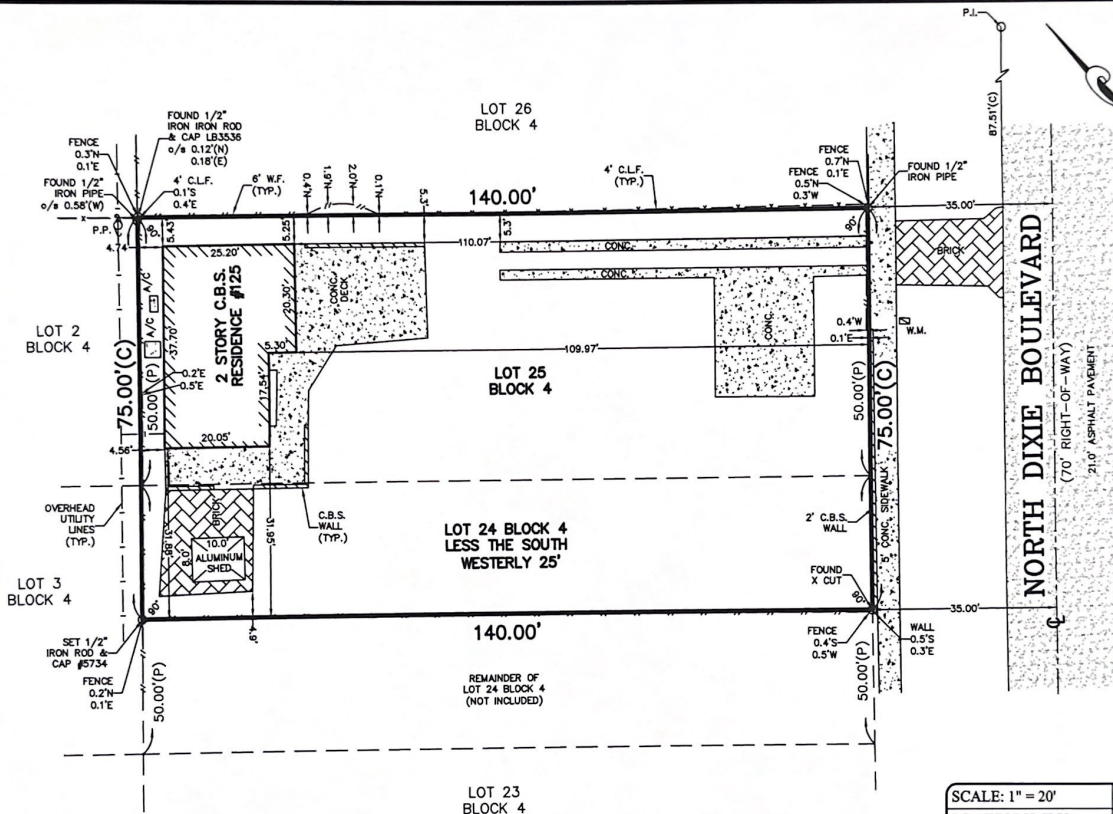 P.I.
87.51'(C)
LOT 26
BLOCK 4
FOUND 1/2"
IRON IRON ROD
& CAP LB3536
o/s 0.12'(N)
0.18'(E)
FENCE
0.3'N
0.1'E
FOUND 1/2"
IRON PIPE
o/s 0.58'(W)
4' C.L.F.
0.1'S
0.4'E
6' W.F.
(TYP.)
0.4'N
1.9'N
2.0'N
0.1'N
5.3'
140.00'
4' C.L.F.
(TYP.)
FENCE
0.7'N
0.1'E
FENCE
0.5'N
0.3'W
FOUND 1/2"
IRON PIPE
35.00'
P.P.
4.74'
90°
5.43'
5.25'
5.3'
110.07'
90°
25.20'
CONC.
CONC.
BRICK
A/C
A/C
37.70'
2 STORY C.B.S.
RESIDENCE #125
20.30'
CONC.
DECK
CONC.
0.4'W
0.1'E
W.M.
LOT 2
BLOCK 4
75.00'(C)
50.00'(P)
0.2'E
0.5'E
5.30'
109.97'
17.54'
LOT 25
BLOCK 4
50.00'(P)
75.00'(C)
20.05'
4.56'
NORTH DIXIE BOULEVARD
(70' RIGHT-OF-WAY)
21.0' ASPHALT PAVEMENT
OVERHEAD
UTILITY
LINES
(TYP.)
BRICK
31.88'
10.0'
8.0'
ALUMINUM
SHED
31.95'
C.B.S.
WALL
(TYP.)
LOT 24 BLOCK 4
LESS THE SOUTH
WESTERLY 25'
2' C.B.S.
WALL
5' CONC. SIDEWALK
FOUND
X CUT
LOT 3
BLOCK 4
90°
90°
35.00'
SET 1/2"
IRON ROD &
CAP #5734
FENCE
0.2'N
0.1'E
50.00'(P)
4.9'
140.00'
FENCE
0.4'S
0.5'W
WALL
0.5'S
0.3'E
50.00'(P)
REMAINDER OF
LOT 24 BLOCK 4
(NOT INCLUDED)
LOT 23
BLOCK 4
SCALE: 1" = 20'